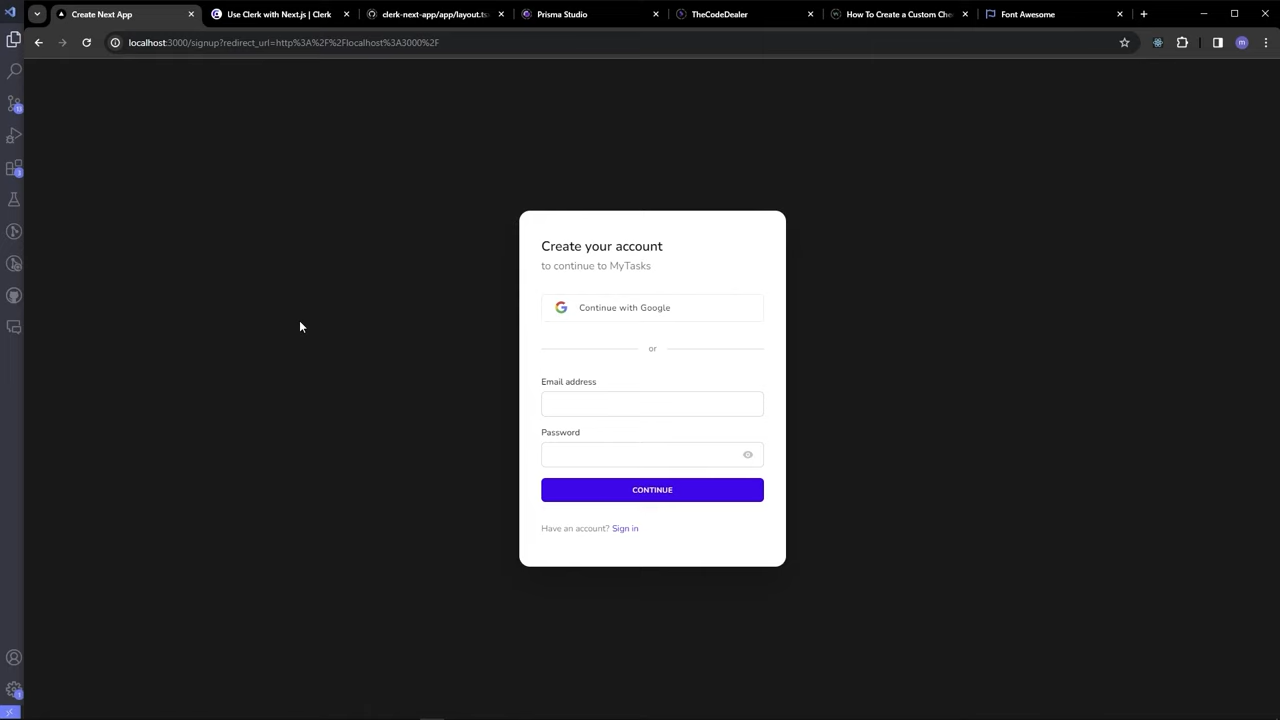 Create Next App
Use Clerk with Next.js | Clerk
clerk-next-app/app/layout.ts
Prisma Studio
TheCodeDealer
How To Create a Custom Che
Font Awesome
localhost:3000/signup?redirect_url=http%3A%2F%2Flocalhost%3A3000%2F
m
Create your account
to continue to MyTasks
Continue with Google
or
Email address
Password
CONTINUE
Have an account? Sign in